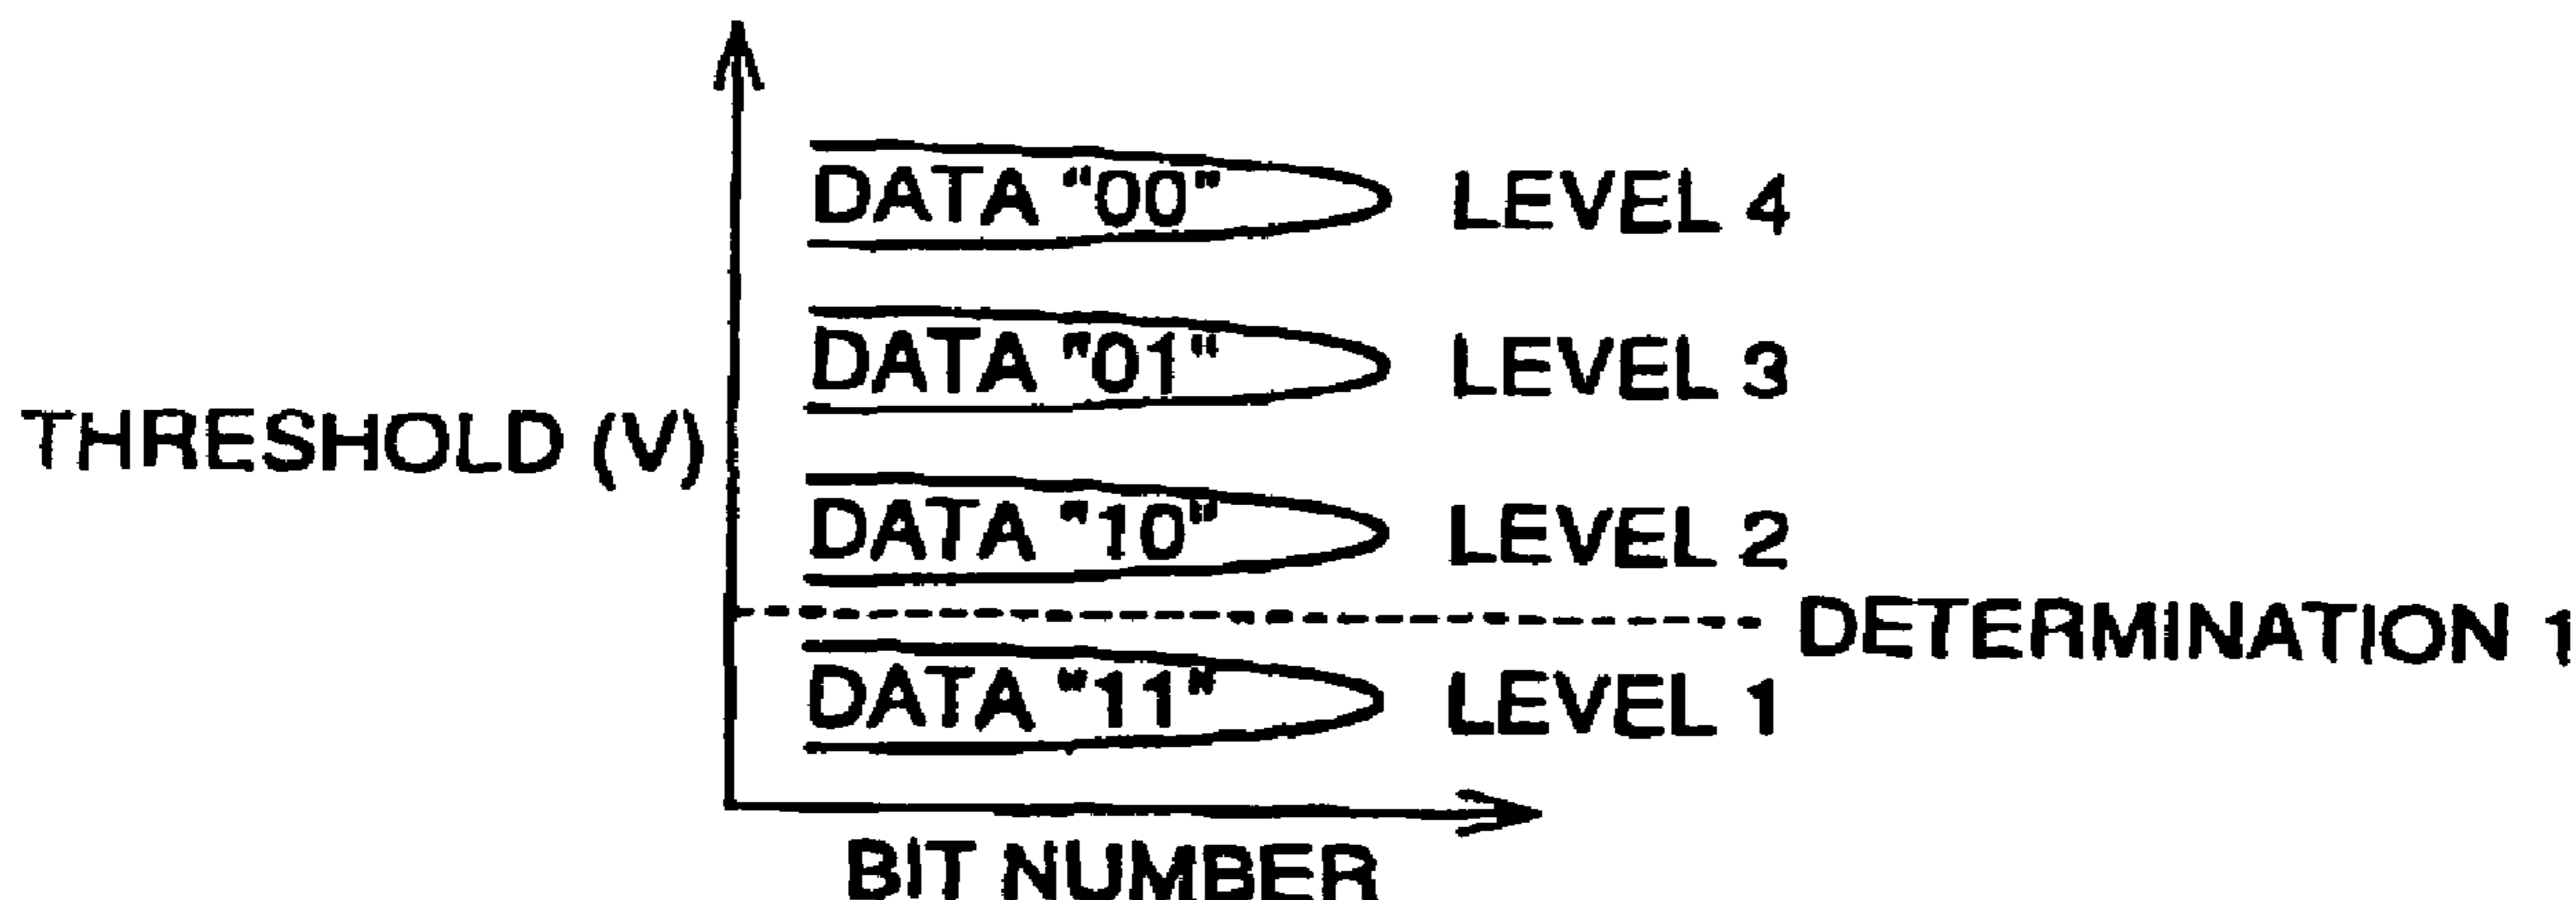 DATA "00" LEVEL 4
DATA "01" LEVEL 3
THRESHOLD (V)
DATA "10" LEVEL 2
DETERMINATION 1
DATA "11" LEVEL 1
BIT NUMBER